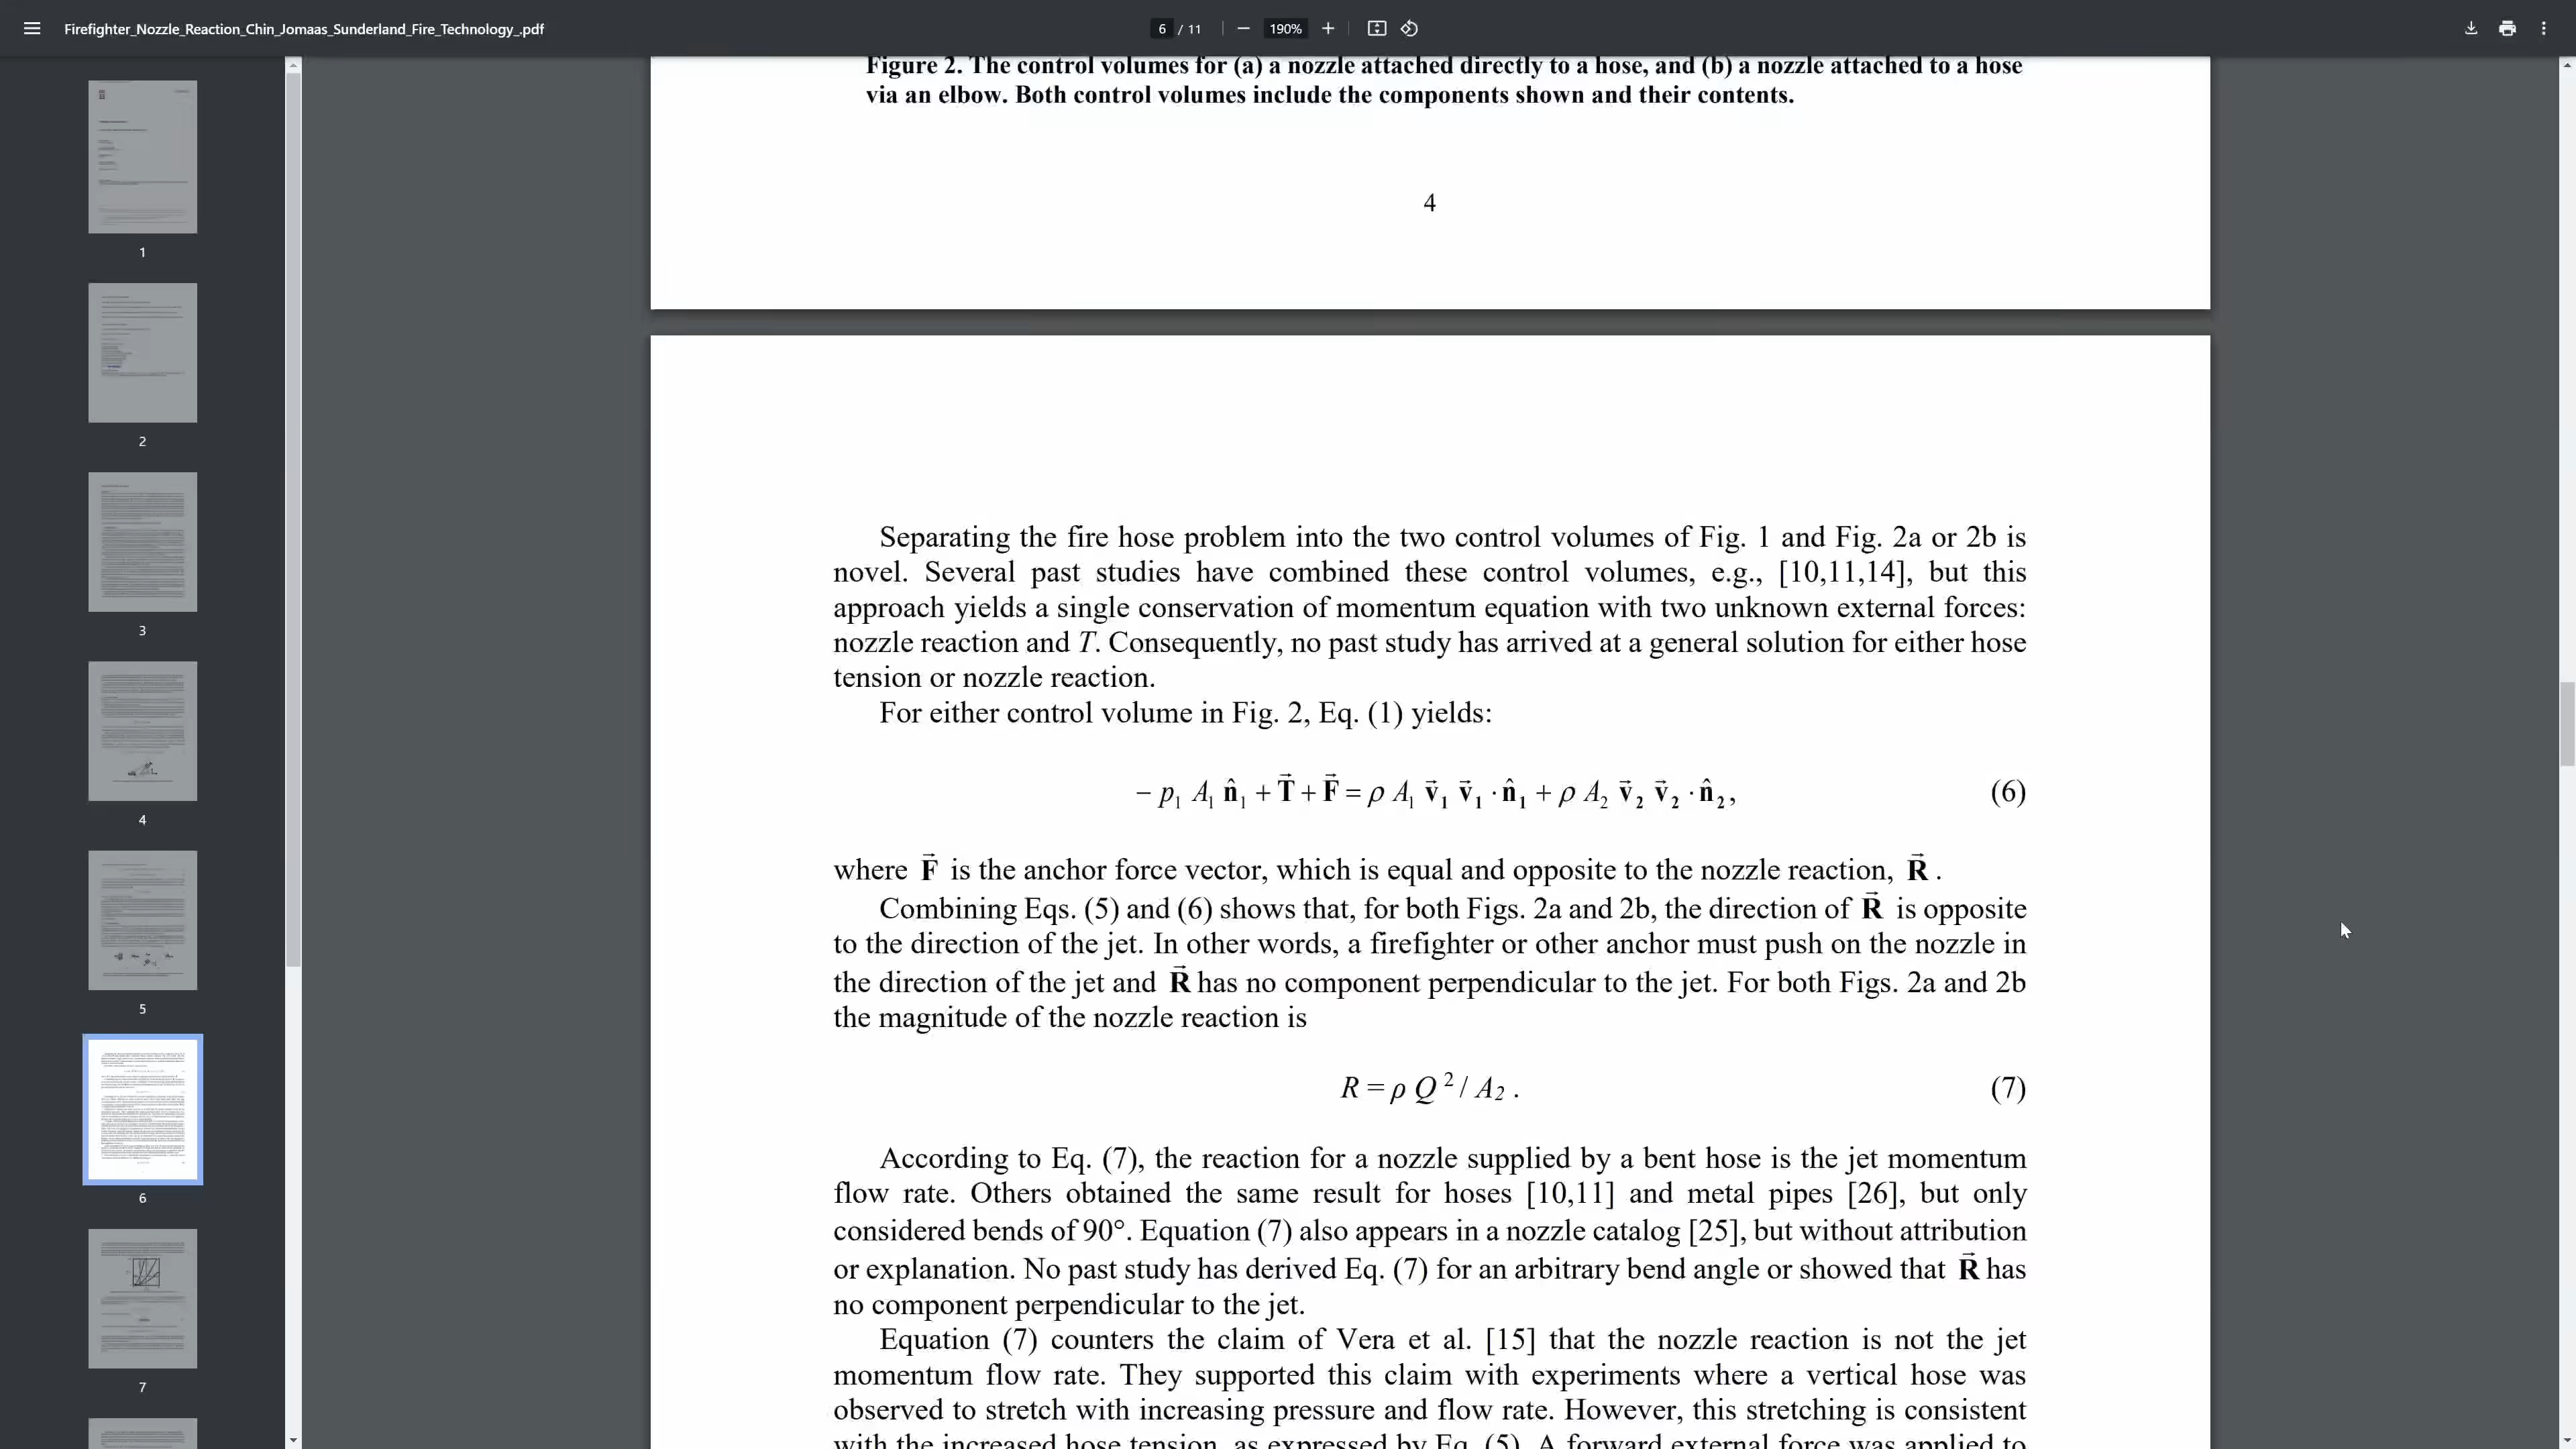 Firefighter_Nozzle_Reaction_Chin_Jomaas_Sunderland_Fire_Technology_.pdf
6 / 11
190%
1
2
3
4
5
6
7
Figure 2. The control volumes for (a) a nozzle attached directly to a hose, and (b) a nozzle attached to a hose
via an elbow. Both control volumes include the components shown and their contents.
4
Separating the fire hose problem into the two control volumes of Fig. 1 and Fig. 2a or 2b is
novel. Several past studies have combined these control volumes, e.g., [10,11,14], but this
approach yields a single conservation of momentum equation with two unknown external forces:
nozzle reaction and T. Consequently, no past study has arrived at a general solution for either hose
tension or nozzle reaction.
For either control volume in Fig. 2, Eq. (1) yields:
− p₁ A₁ n̂₁ + T⃗ + F⃗ = ρ A₁ v⃗₁ v⃗₁ · n̂₁ + ρ A₂ v⃗₂ v⃗₂ · n̂₂ , (6)
where F⃗ is the anchor force vector, which is equal and opposite to the nozzle reaction, R⃗ .
Combining Eqs. (5) and (6) shows that, for both Figs. 2a and 2b, the direction of R⃗ is opposite
to the direction of the jet. In other words, a firefighter or other anchor must push on the nozzle in
the direction of the jet and R⃗ has no component perpendicular to the jet. For both Figs. 2a and 2b
the magnitude of the nozzle reaction is
R = ρ Q ² / A₂ . (7)
According to Eq. (7), the reaction for a nozzle supplied by a bent hose is the jet momentum
flow rate. Others obtained the same result for hoses [10,11] and metal pipes [26], but only
considered bends of 90°. Equation (7) also appears in a nozzle catalog [25], but without attribution
or explanation. No past study has derived Eq. (7) for an arbitrary bend angle or showed that R⃗ has
no component perpendicular to the jet.
Equation (7) counters the claim of Vera et al. [15] that the nozzle reaction is not the jet
momentum flow rate. They supported this claim with experiments where a vertical hose was
observed to stretch with increasing pressure and flow rate. However, this stretching is consistent
with the increased hose tension, as expressed by Eq. (5). A forward external force was applied to